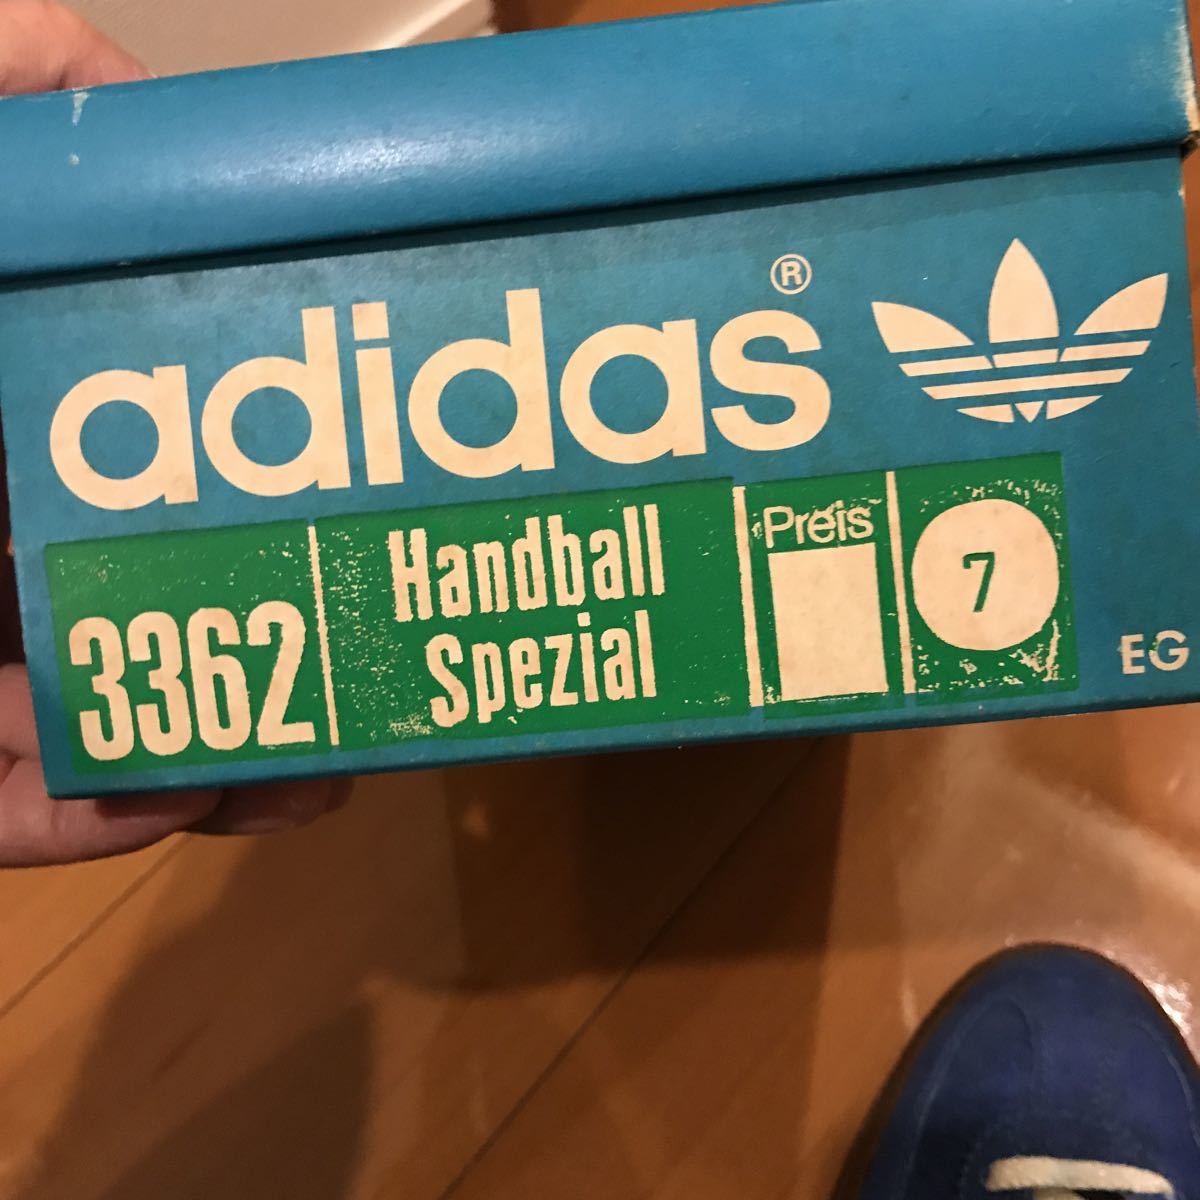 adidas®
3362
Handball
Spezial
Preis
7
EG